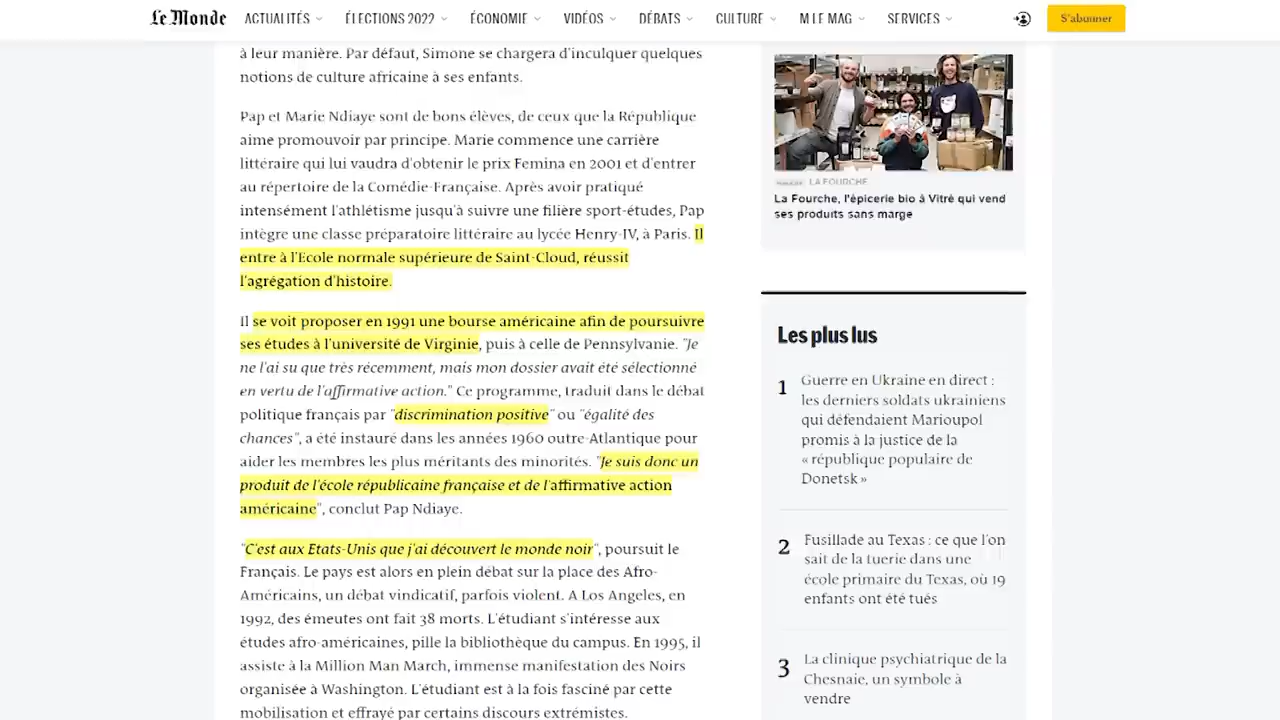 Le Monde ACTUALITÉS ÉLECTIONS 2022 ÉCONOMIE VIDÉOS DÉBATS CULTURE M LE MAG SERVICES S'abonner
à leur manière. Par défaut, Simone se chargera d'inculquer quelques
notions de culture africaine à ses enfants.
Pap et Marie Ndiaye sont de bons élèves, de ceux que la République
aime promouvoir par principe. Marie commence une carrière
littéraire qui lui vaudra d'obtenir le prix Femina en 2001 et d'entrer
au répertoire de la Comédie-Française. Après avoir pratiqué
intensément l'athlétisme jusqu'à suivre une filière sport-études, Pap
intègre une classe préparatoire littéraire au lycée Henry-IV, à Paris. Il
entre à l'Ecole normale supérieure de Saint-Cloud, réussit
l'agrégation d'histoire.
Il se voit proposer en 1991 une bourse américaine afin de poursuivre
ses études à l'université de Virginie, puis à celle de Pennsylvanie. "Je
ne l'ai su que très récemment, mais mon dossier avait été sélectionné
en vertu de l'affirmative action." Ce programme, traduit dans le débat
politique français par "discrimination positive" ou "égalité des
chances", a été instauré dans les années 1960 outre-Atlantique pour
aider les membres les plus méritants des minorités. "Je suis donc un
produit de l'école républicaine française et de l'affirmative action
américaine", conclut Pap Ndiaye.
"C'est aux Etats-Unis que j'ai découvert le monde noir", poursuit le
Français. Le pays est alors en plein débat sur la place des Afro-
Américains, un débat vindicatif, parfois violent. A Los Angeles, en
1992, des émeutes ont fait 38 morts. L'étudiant s'intéresse aux
études afro-américaines, pille la bibliothèque du campus. En 1995, il
assiste à la Million Man March, immense manifestation des Noirs
organisée à Washington. L'étudiant est à la fois fasciné par cette
mobilisation et effrayé par certains discours extrémistes.
LA FOURCHE
La Fourche, l'épicerie bio à Vitré qui vend
ses produits sans marge
Les plus lus
1 Guerre en Ukraine en direct :
les derniers soldats ukrainiens
qui défendaient Marioupol
promis à la justice de la
« république populaire de
Donetsk »
2 Fusillade au Texas : ce que l'on
sait de la tuerie dans une
école primaire du Texas, où 19
enfants ont été tués
3 La clinique psychiatrique de la
Chesnaie, un symbole à
vendre